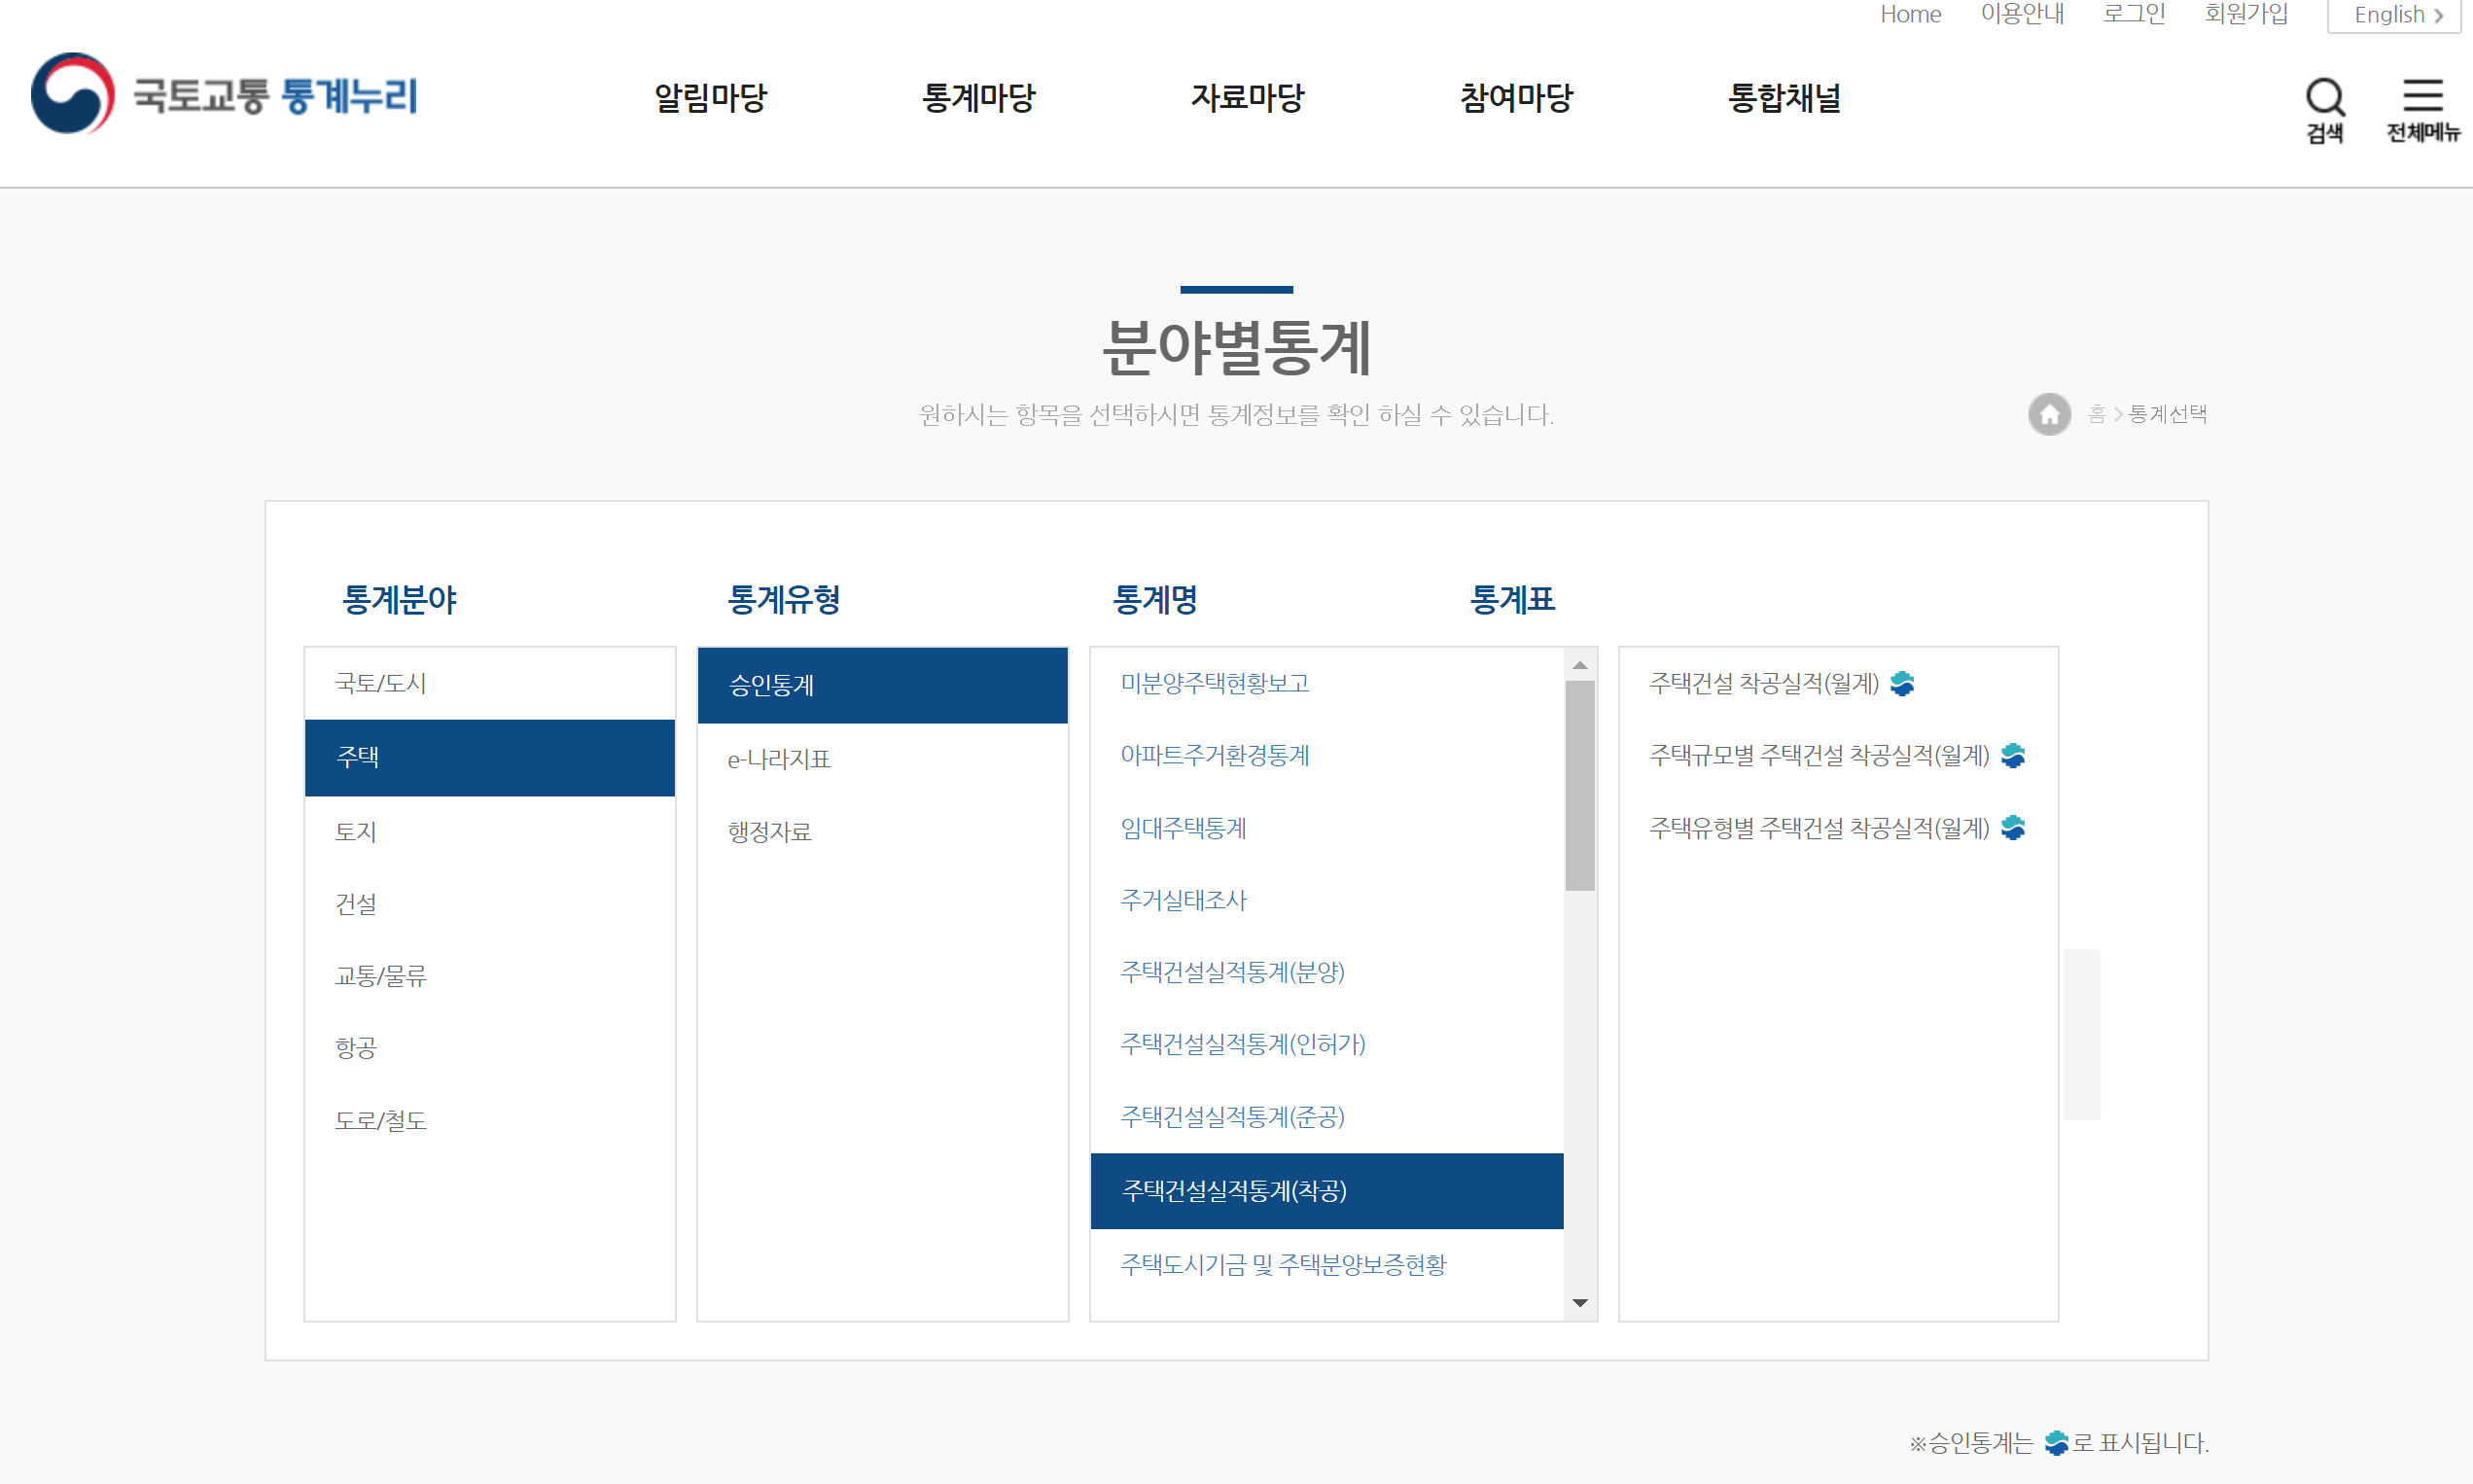 Home 이용안내 로그인 회원가입 English
국토교통 통계누리
알림마당 통계마당 자료마당 참여마당 통합채널
검색 전체메뉴
분야별통계
원하시는 항목을 선택하시면 통계정보를 확인 하실 수 있습니다.
홈 > 통계선택
통계분야
국토/도시
주택
토지
건설
교통/물류
항공
도로/철도
통계유형
승인통계
e-나라지표
행정자료
통계명
미분양주택현황보고
아파트주거환경통계
임대주택통계
주거실태조사
주택건설실적통계(분양)
주택건설실적통계(인허가)
주택건설실적통계(준공)
주택건설실적통계(착공)
주택도시기금 및 주택분양보증현황
통계표
주택건설 착공실적(월계)
주택규모별 주택건설 착공실적(월계)
주택유형별 주택건설 착공실적(월계)
※승인통계는 로 표시됩니다.